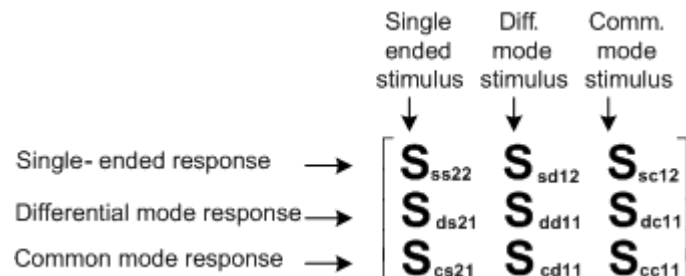 Single Diff. Comm.
ended mode mode
stimulus stimulus stimulus
Single- ended response Sss22 Ssd12 Ssc12
Differential mode response Sds21 Sdd11 Sdc11
Common mode response Scs21 Scd11 Scc11